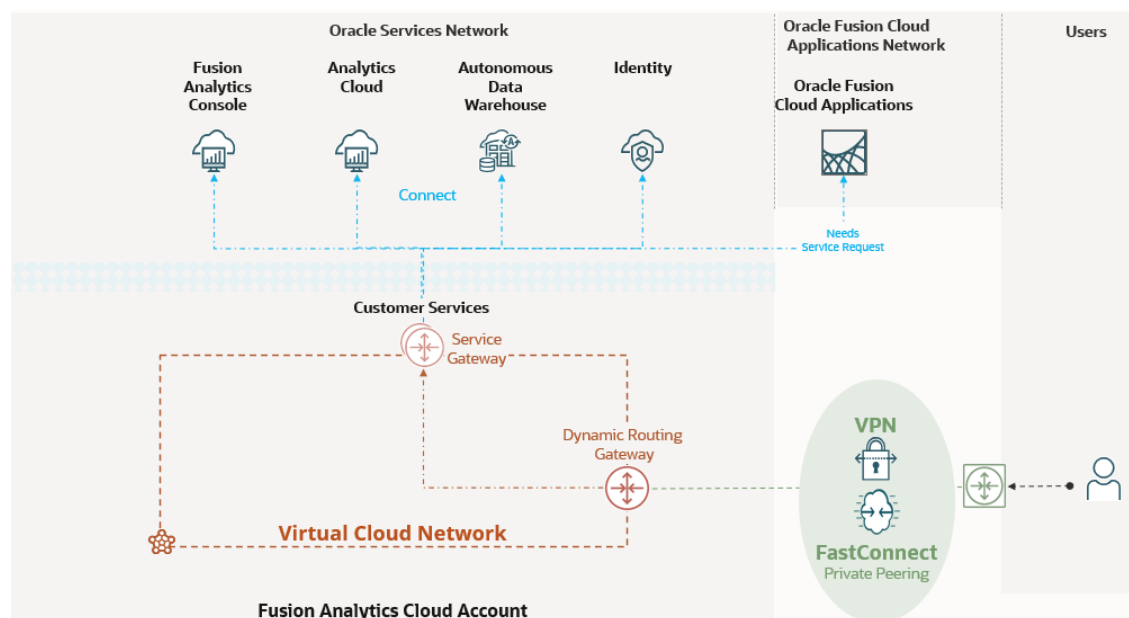 Oracle Services Network
Oracle Fusion Cloud
Applications Network
Users
Fusion
Analytics
Console
Analytics
Cloud
Autonomous
Data
Warehouse
Identity
Oracle Fusion
Cloud Applications
A
Connect
Needs
Service Request
Customer Services
Service
Gateway
Dynamic Routing
Gateway
VPN
Virtual Cloud Network
FastConnect
Private Peering
Fusion Analytics Cloud Account